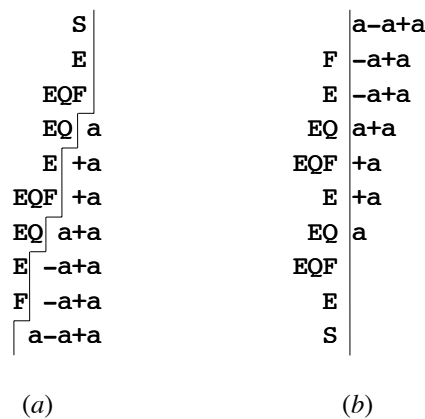 S
E
EQF
EQ a
E +a
EQF +a
EQ a+a
E -a+a
F -a+a
a-a+a
(a)
a-a+a
F -a+a
E -a+a
EQ a+a
EQF +a
E +a
EQ a
EQF
E
S
(b)